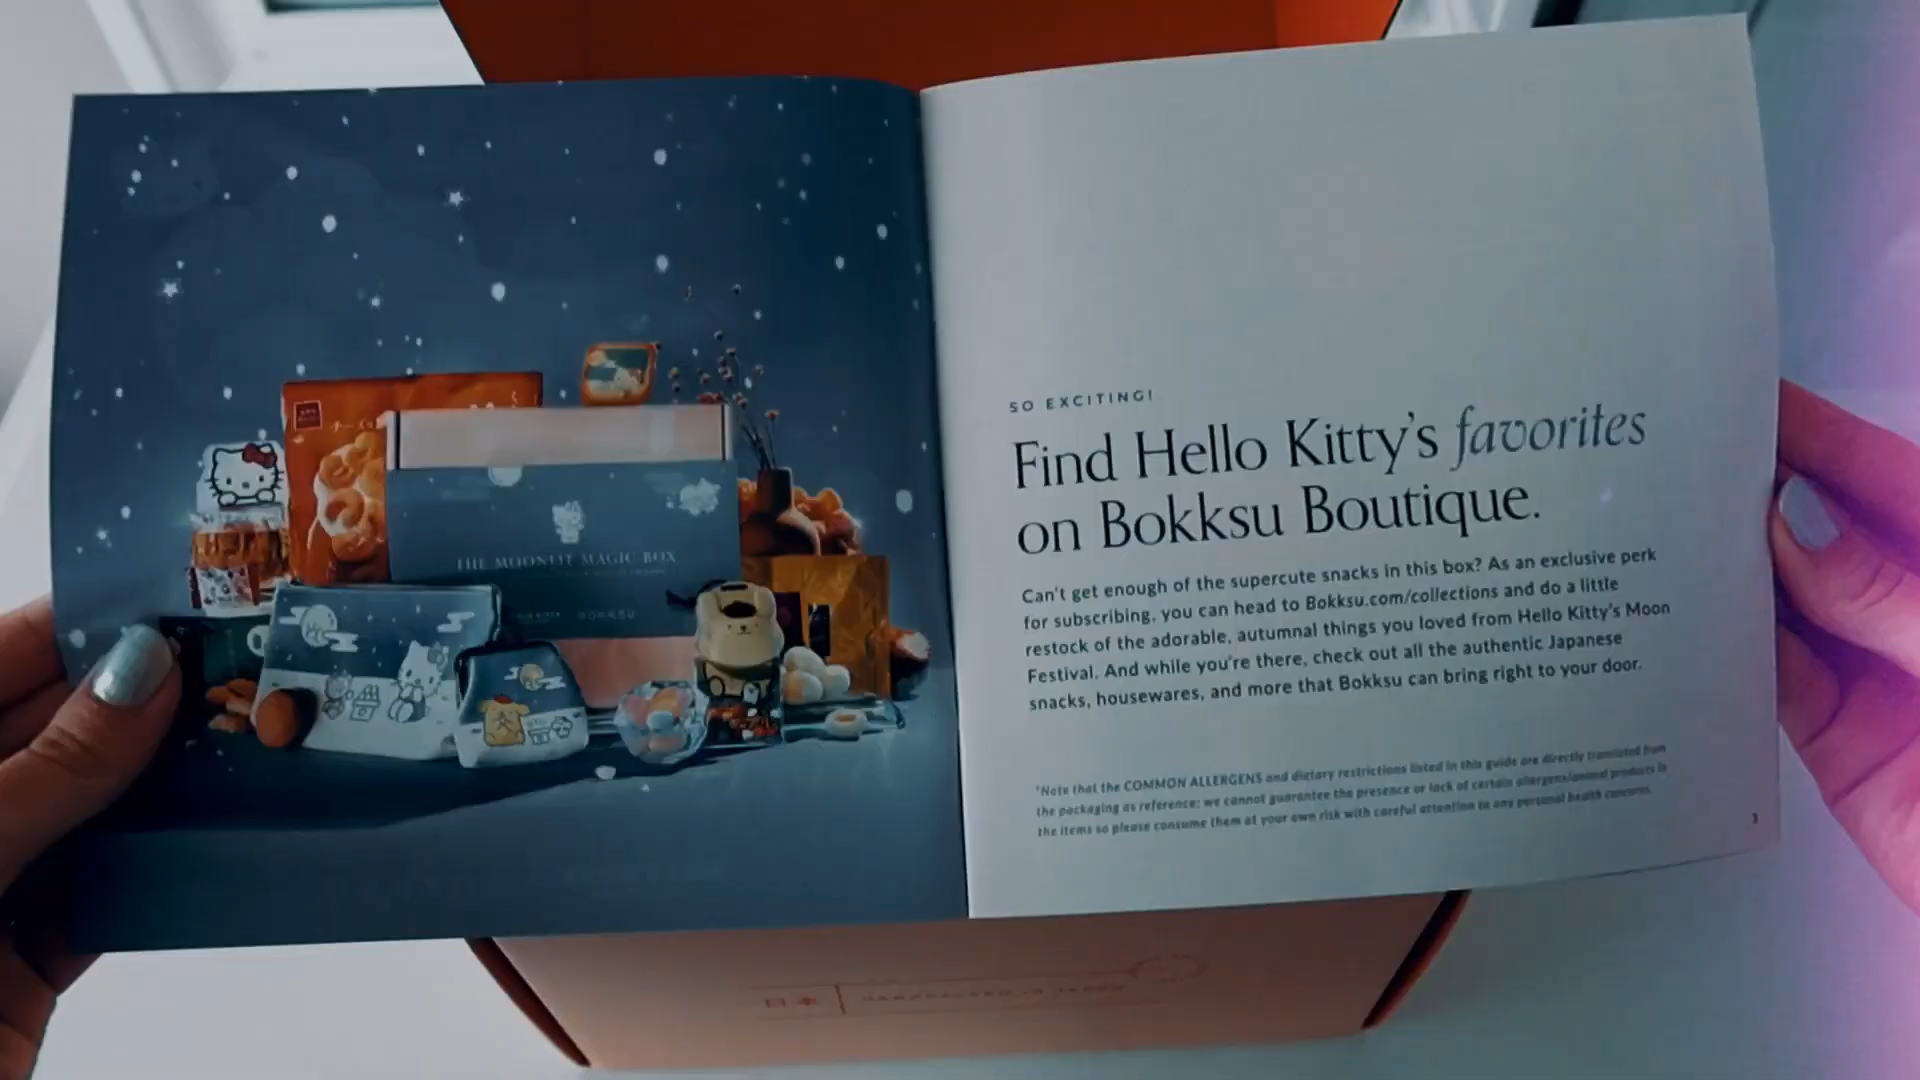 THE MOONLIT MAGIC BOX
BOKKSU
SO EXCITING!
Find Hello Kitty's favorites
on Bokksu Boutique.
Can't get enough of the supercute snacks in this box? As an exclusive perk
for subscribing, you can head to Bokksu.com/collections and do a little
restock of the adorable, autumnal things you loved from Hello Kitty's Moon
Festival. And while you're there, check out all the authentic Japanese
snacks, housewares, and more that Bokksu can bring right to your door.
*Note that the COMMON ALLERGENS and dietary restrictions listed in this guide are directly translated from
the packaging as reference; we cannot guarantee the presence or lack of certain allergens/animal products in
the items so please consume them at your own risk with careful attention to any personal health concerns.
3
日本